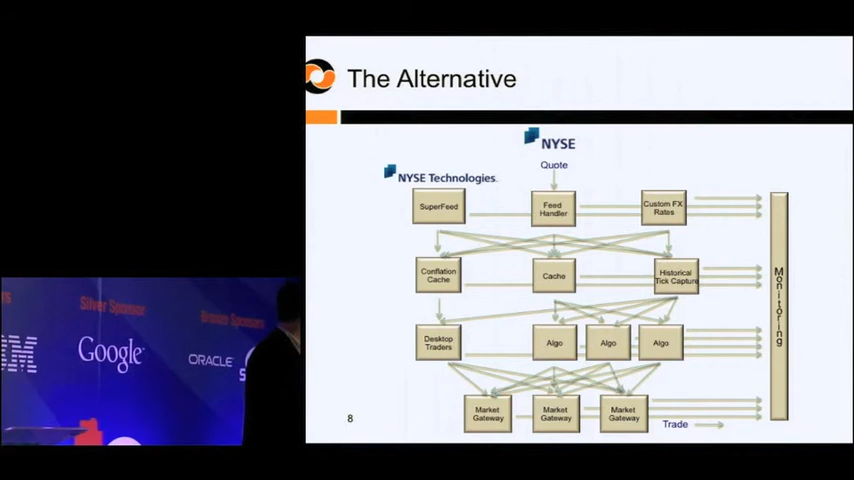 The Alternative
NYSE
Quote
NYSE Technologies
SuperFeed
Feed
Handler
Custom FX
Rates
Conflation
Cache
Cache
Historical
Tick Capture
Monitoring
Desktop
Traders
Algo
Algo
Algo
Market
Gateway
Market
Gateway
Market
Gateway
Trade
8
Silver Sponsor
Bronze Sponsors
Google
ORACLE